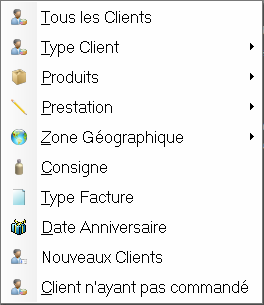 Tous les Clients
Type Client
Produits
Prestation
Zone Géographique
Consigne
Type Facture
Date Anniversaire
Nouveaux Clients
Client n'ayant pas commandé